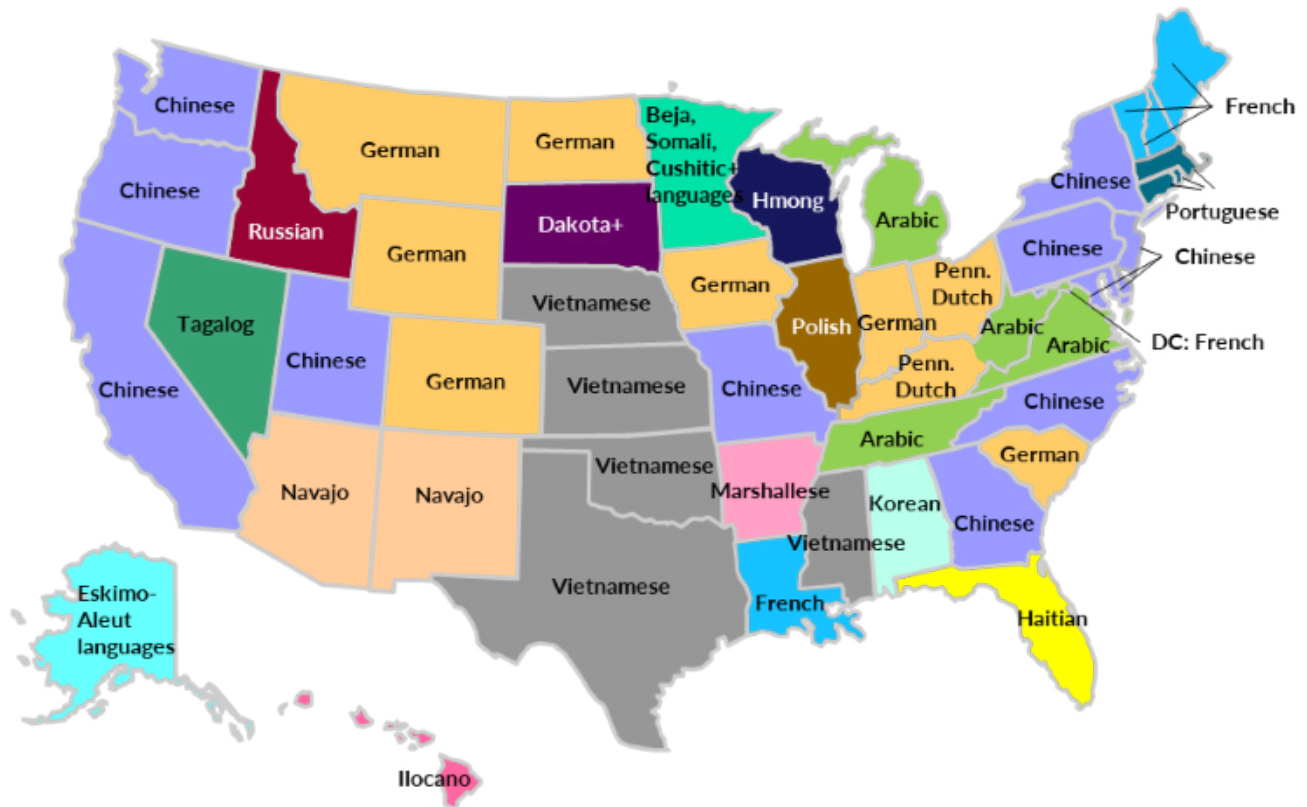 Chinese
Chinese
Chinese
Russian
German
German
German
Tagalog
Chinese
Navajo
Navajo
German
Dakota+
Vietnamese
Vietnamese
Vietnamese
Vietnamese
Beja,
Somali,
Cushitic+
languages
German
Chinese
Marshallese
French
Hmong
Polish
Arabic
German
Penn.
Dutch
Penn.
Dutch
Arabic
Vietnamese
Korean
Chinese
Haitian
German
Chinese
Arabic
Arabic
Chinese
Chinese
French
Portuguese
Chinese
DC: French
Eskimo-
Aleut
languages
Ilocano